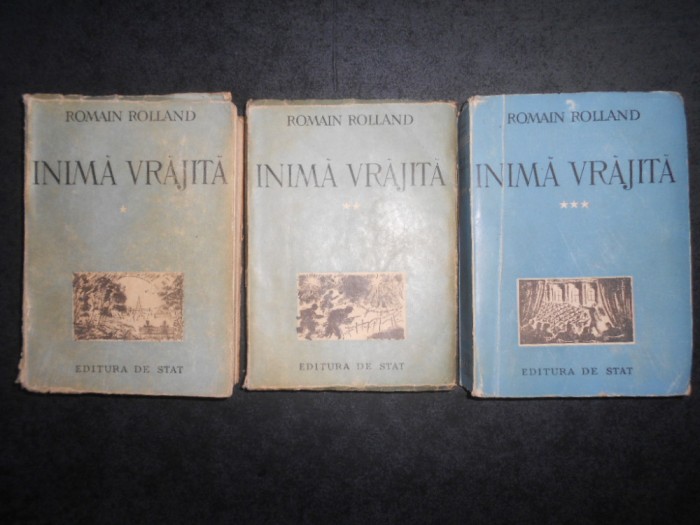 ROMAIN ROLLAND
INIMĂ VRĂJITĂ
*
EDITURA DE STAT
ROMAIN ROLLAND
INIMĂ VRĂJITĂ
**
EDITURA DE STAT
ROMAIN ROLLAND
INIMĂ VRĂJITĂ
***
EDITURA DE STAT